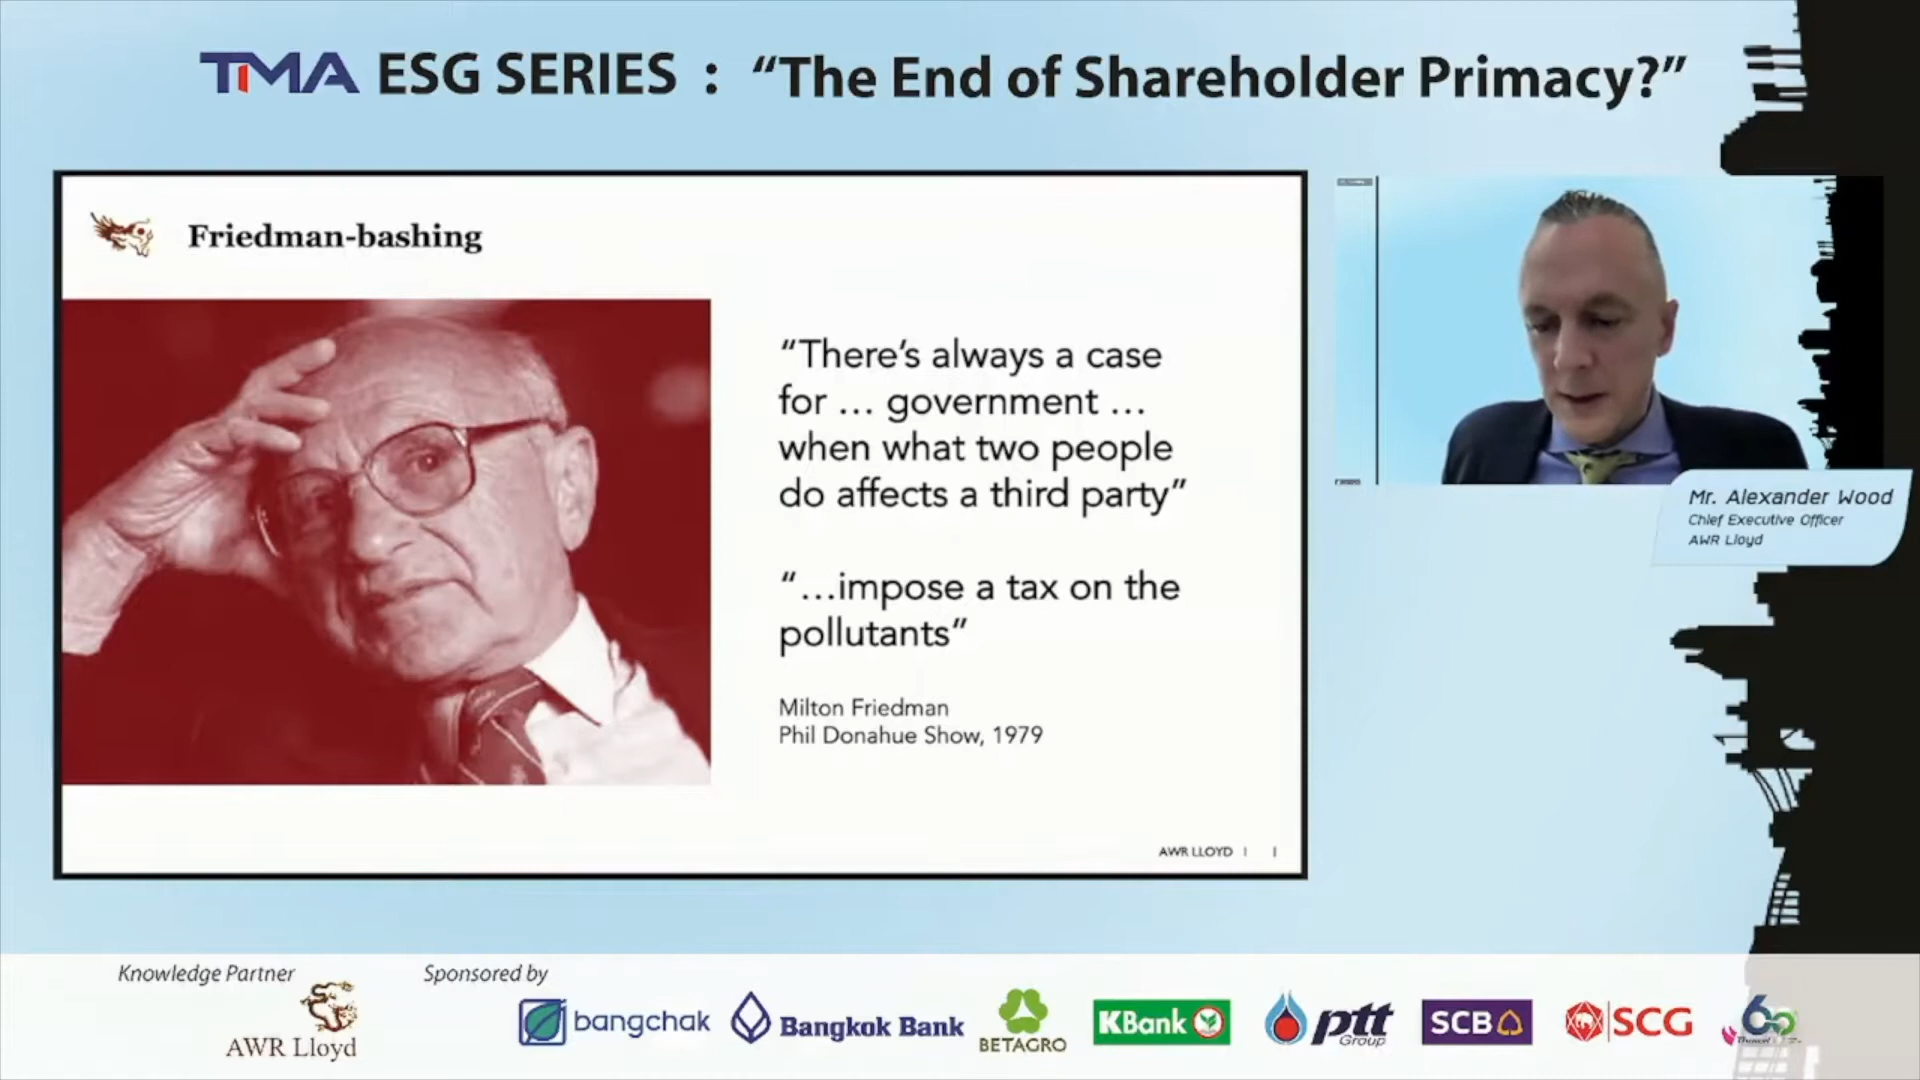 TMA ESG SERIES : “The End of Shareholder Primacy?”
Friedman-bashing
“There’s always a case
for ... government ...
when what two people
do affects a third party”
“...impose a tax on the
pollutants”
Milton Friedman
Phil Donahue Show, 1979
AWR LLOYD | |
Mr. Alexander Wood
Chief Executive Officer
AWR Lloyd
Knowledge Partner
AWR Lloyd
Sponsored by
bangchak
Bangkok Bank
BETAGRO
KBank
ptt
Group
SCB
SCG
60